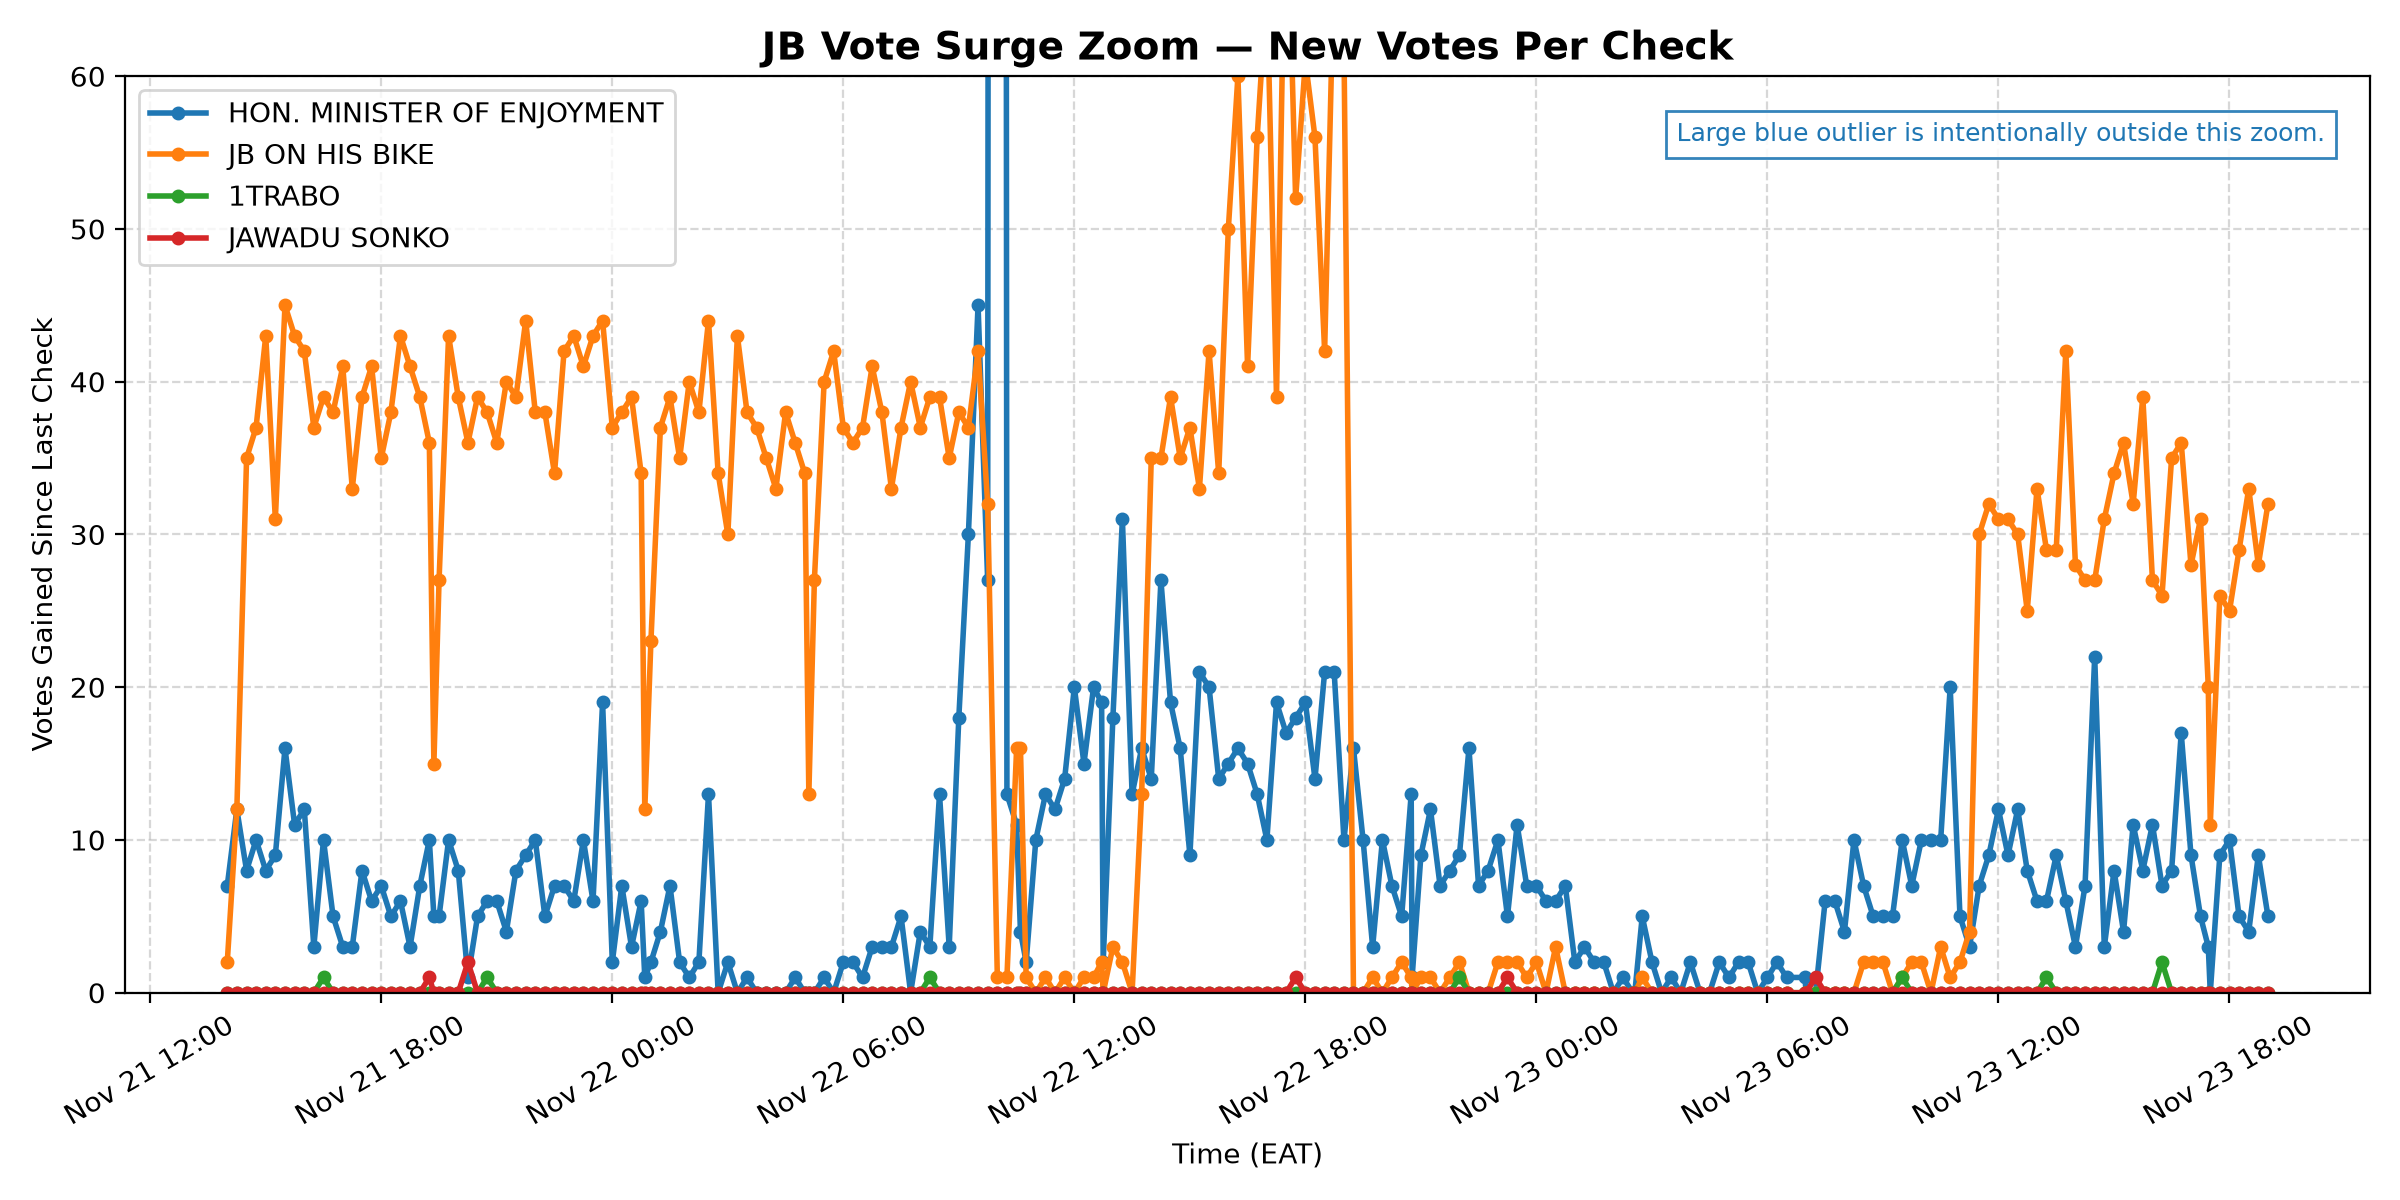 JB Vote Surge Zoom — New Votes Per Check
HON. MINISTER OF ENJOYMENT
JB ON HIS BIKE
1TRABO
JAWADU SONKO
Large blue outlier is intentionally outside this zoom.
Votes Gained Since Last Check
60
50
40
30
20
10
0
Nov 21 12:00
Nov 21 18:00
Nov 22 00:00
Nov 22 06:00
Nov 22 12:00
Nov 22 18:00
Nov 23 00:00
Nov 23 06:00
Nov 23 12:00
Nov 23 18:00
Time (EAT)